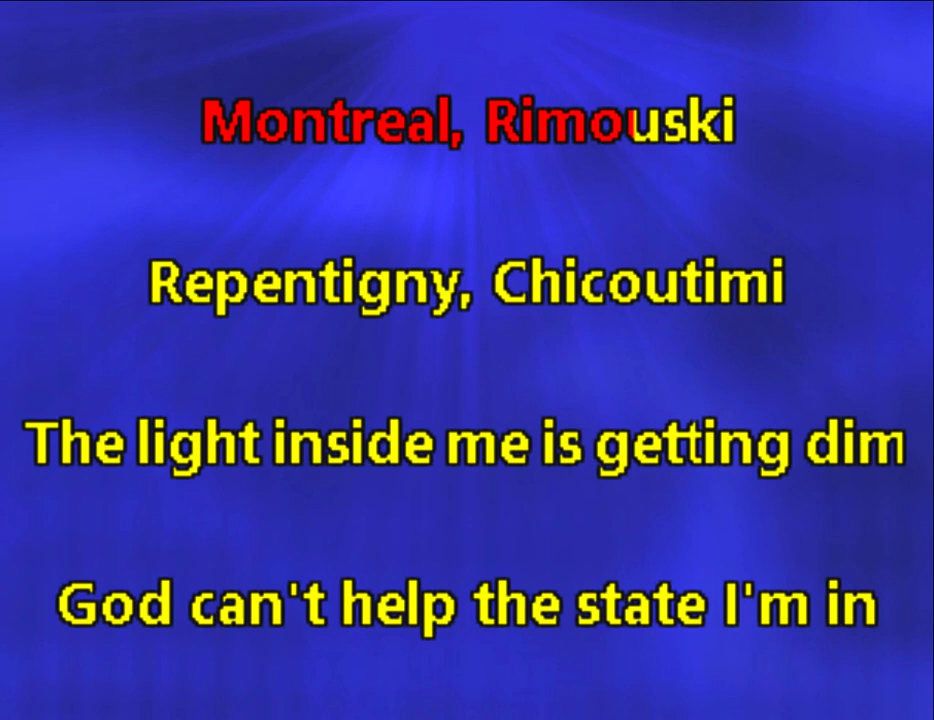 Montreal, Rimouski
Repentigny, Chicoutimi
The light inside me is getting dim
God can't help the state I'm in